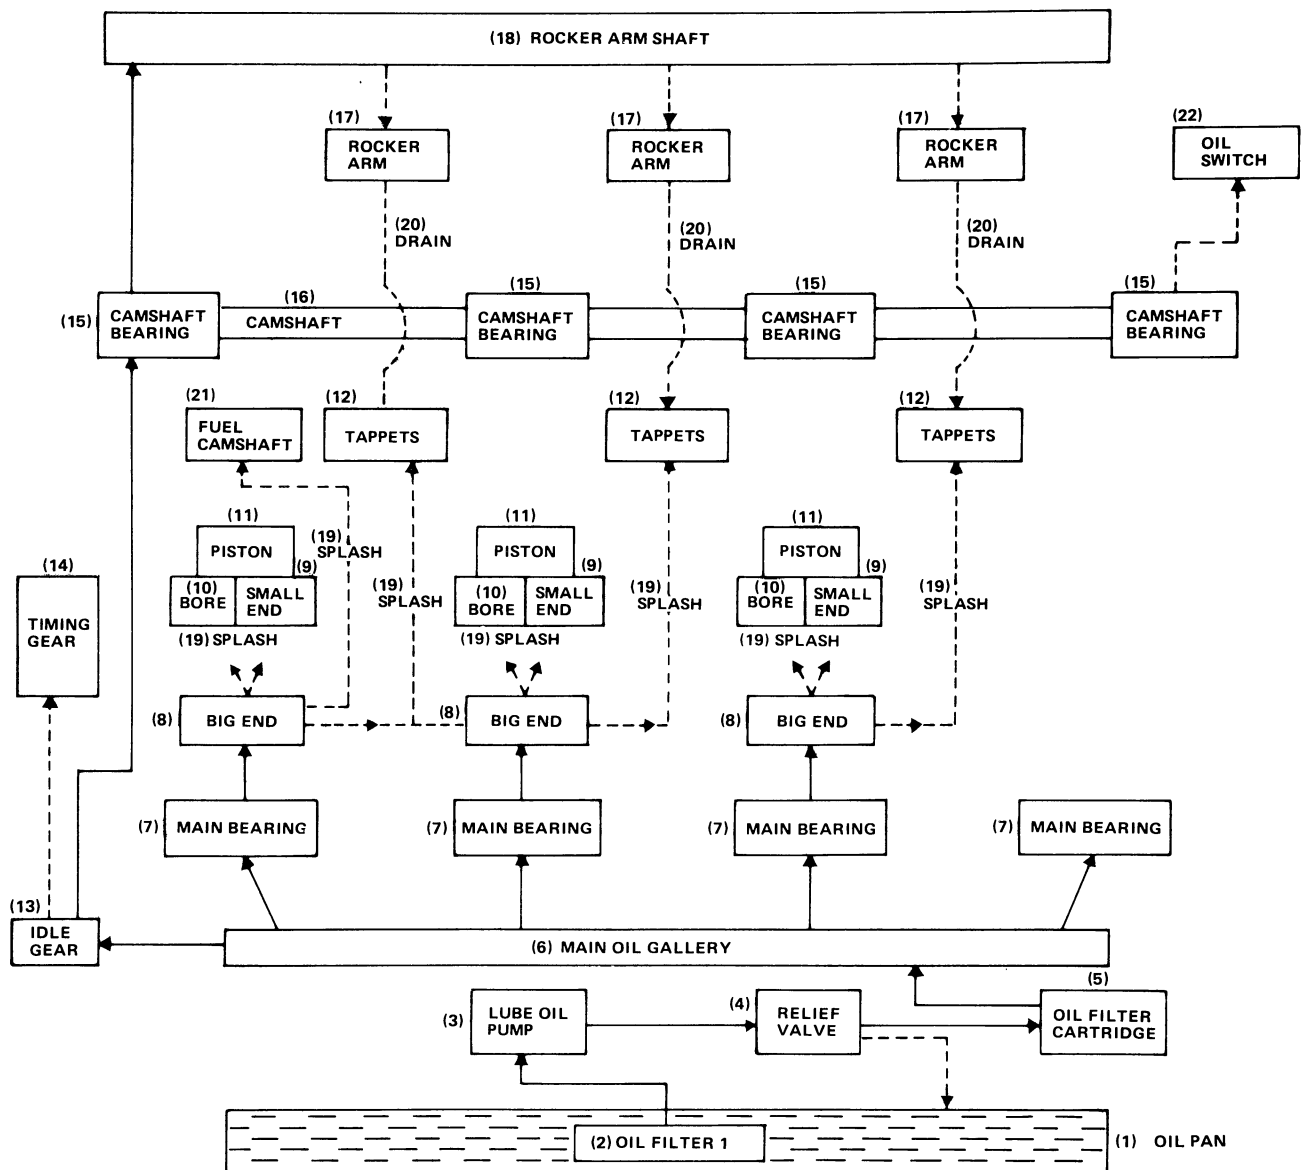 (18) ROCKER ARM SHAFT
(17)
ROCKER
ARM
(17)
ROCKER
ARM
(17)
ROCKER
ARM
(22)
OIL
SWITCH
(20)
DRAIN
(20)
DRAIN
(20)
DRAIN
(15)
CAMSHAFT
BEARING
(16)
CAMSHAFT
(15)
CAMSHAFT
BEARING
(15)
CAMSHAFT
BEARING
(15)
CAMSHAFT
BEARING
(21)
FUEL
CAMSHAFT
(12)
TAPPETS
(12)
TAPPETS
(12)
TAPPETS
(11)
PISTON
(10)
BORE
(9)
SMALL
END
(19) SPLASH
(19)
SPLASH
(19)
SPLASH
(11)
PISTON
(10)
BORE
(9)
SMALL
END
(19) SPLASH
(19)
SPLASH
(11)
PISTON
(10)
BORE
(9)
SMALL
END
(19) SPLASH
(19)
SPLASH
(14)
TIMING
GEAR
(8)
BIG END
(8)
BIG END
(8)
BIG END
(7)
MAIN BEARING
(7)
MAIN BEARING
(7)
MAIN BEARING
(7)
MAIN BEARING
(13)
IDLE
GEAR
(6) MAIN OIL GALLERY
(3)
LUBE OIL
PUMP
(4)
RELIEF
VALVE
(5)
OIL FILTER
CARTRIDGE
(2) OIL FILTER 1
(1) OIL PAN